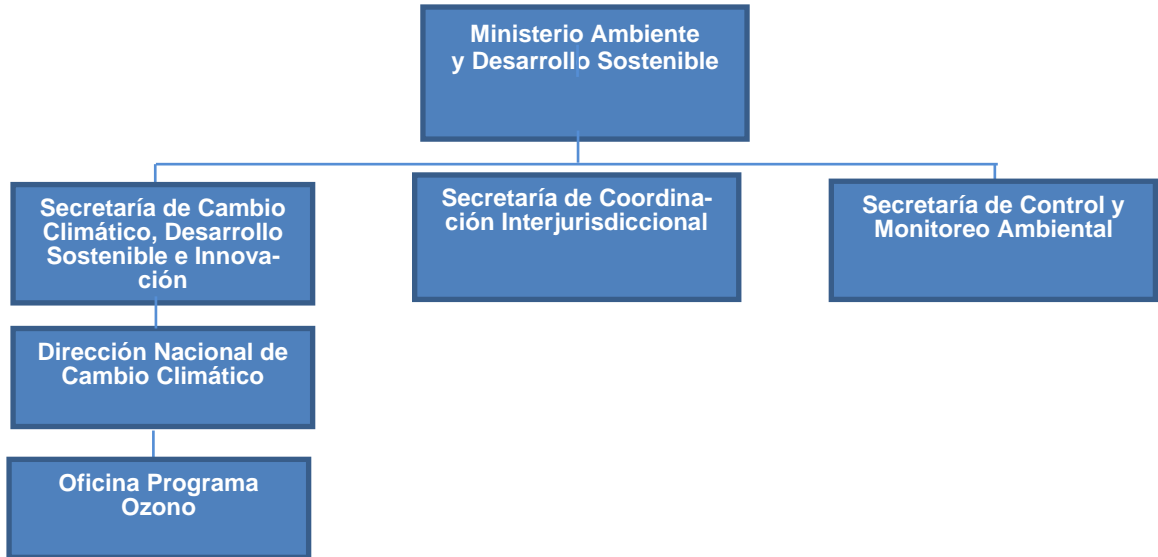 Ministerio Ambiente
y Desarrollo Sostenible
Secretaría de Cambio
Climático, Desarrollo
Sostenible e Innova-
ción
Secretaría de Coordina-
ción Interjurisdiccional
Secretaría de Control y
Monitoreo Ambiental
Dirección Nacional de
Cambio Climático
Oficina Programa
Ozono